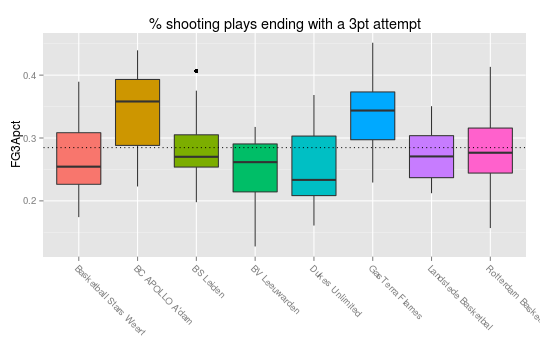 % shooting plays ending with a 3pt attempt
FG3Apct
0.4
0.3
0.2
Basketball Stars Weert
BC APOLLO A'dam
BS Leiden
BV Leeuwarden
Dukes Unlimited
GasTerra Flames
Landstede Basketbal
Rotterdam Baske